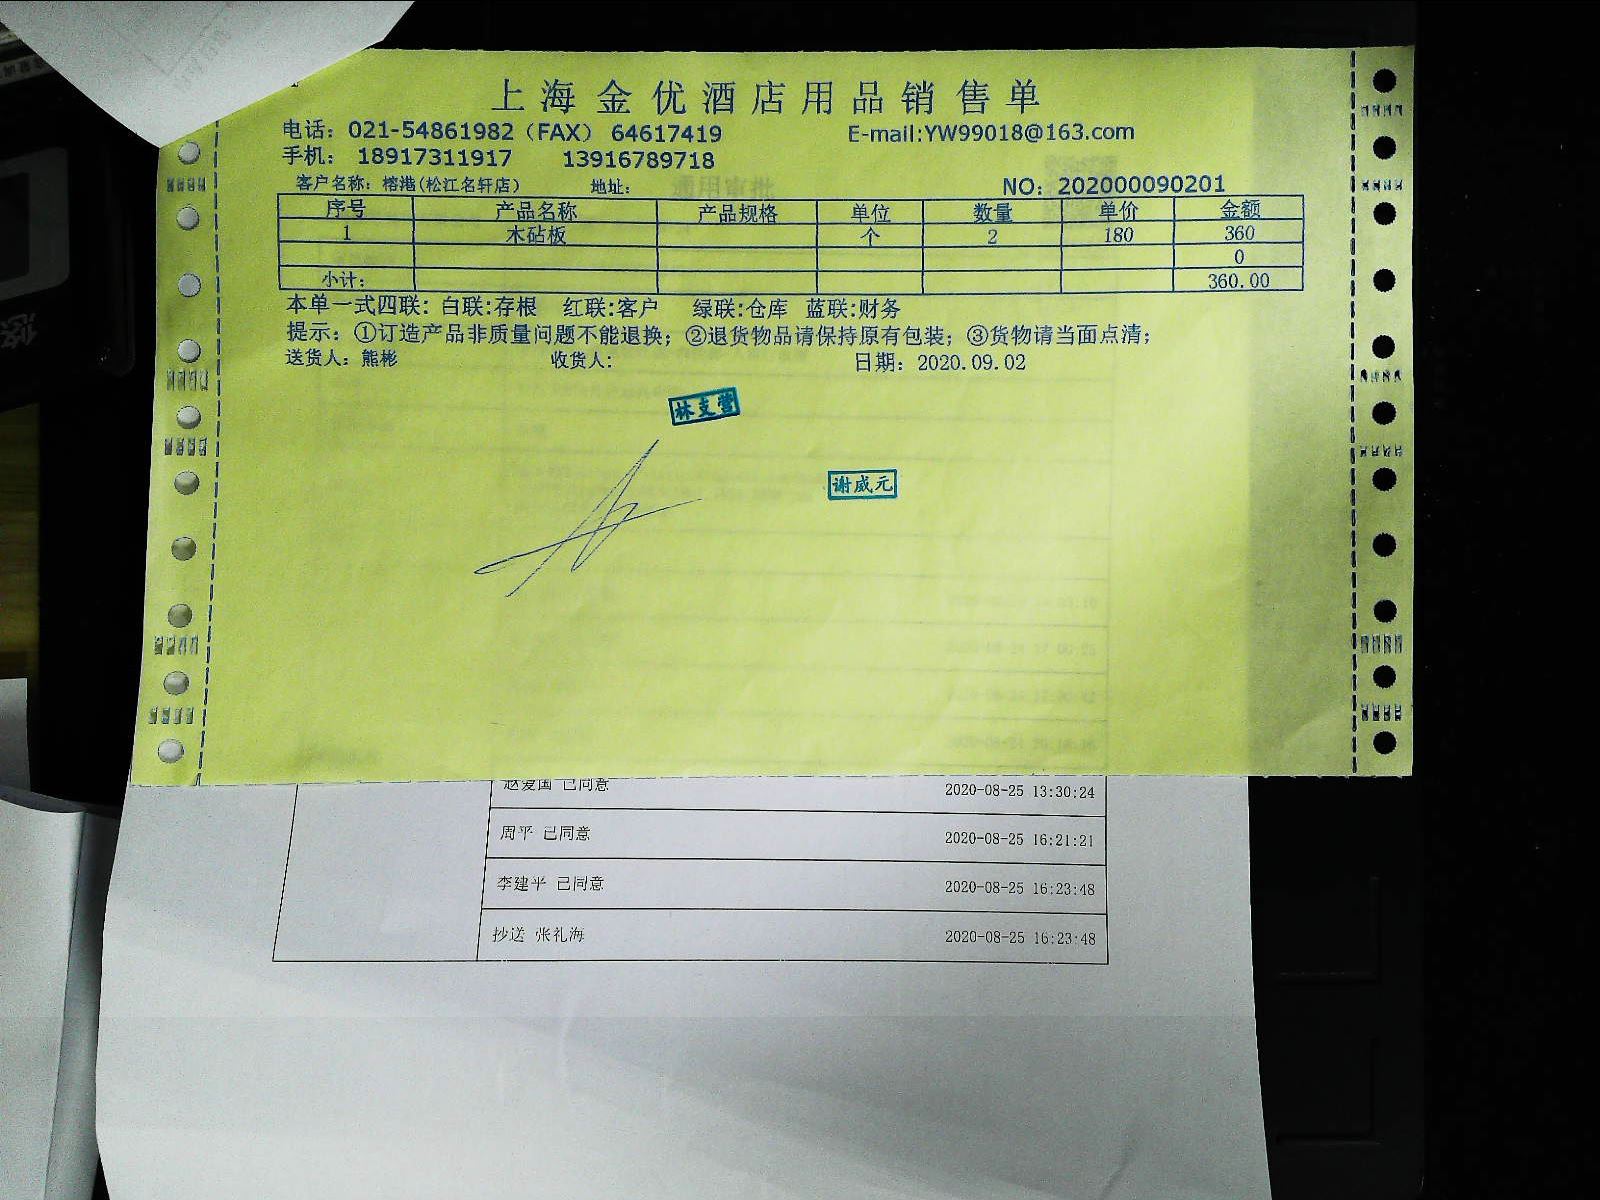 上海金优酒店用品销售单
电话：021-54861982（FAX） 64617419 E-mail:YW99018@163.com
手机： 18917311917 13916789718
客户名称：榕港(松江名轩店） 地址： NO：202000090201
序号 产品名称 产品规格 单位 数量 单价 金额
1 木砧板 个 2 180 360
0
小计： 360.00
本单一式四联：白联:存根 红联:客户 绿联:仓库 蓝联:财务
提示：①订造产品非质量问题不能退换；②退货物品请保持原有包装；③货物请当面点清；
送货人：熊彬 收货人： 日期：2020.09.02
林支营
谢威元
赵爱国 已同意 2020-08-25 13:30:24
周平 已同意 2020-08-25 16:21:21
李建平 已同意 2020-08-25 16:23:48
抄送 张礼海 2020-08-25 16:23:48